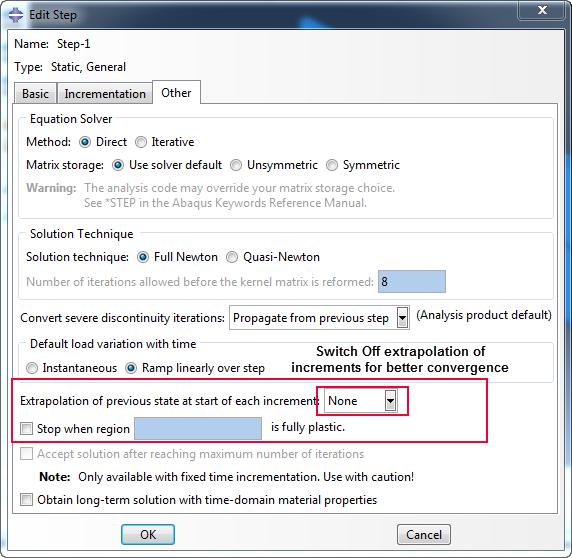 Edit Step
Name: Step-1
Type: Static, General
Basic Incrementation Other
Equation Solver
Method: Direct Iterative
Matrix storage: Use solver default Unsymmetric Symmetric
Warning: The analysis code may override your matrix storage choice.
See *STEP in the Abaqus Keywords Reference Manual.
Solution Technique
Solution technique: Full Newton Quasi-Newton
Number of iterations allowed before the kernel matrix is reformed: 8
Convert severe discontinuity iterations: Propagate from previous step (Analysis product default)
Default load variation with time
Instantaneous Ramp linearly over step
Switch Off extrapolation of
increments for better convergence
Extrapolation of previous state at start of each increment: None
Stop when region is fully plastic.
Accept solution after reaching maximum number of iterations
Note: Only available with fixed time incrementation. Use with caution!
Obtain long-term solution with time-domain material properties
OK Cancel